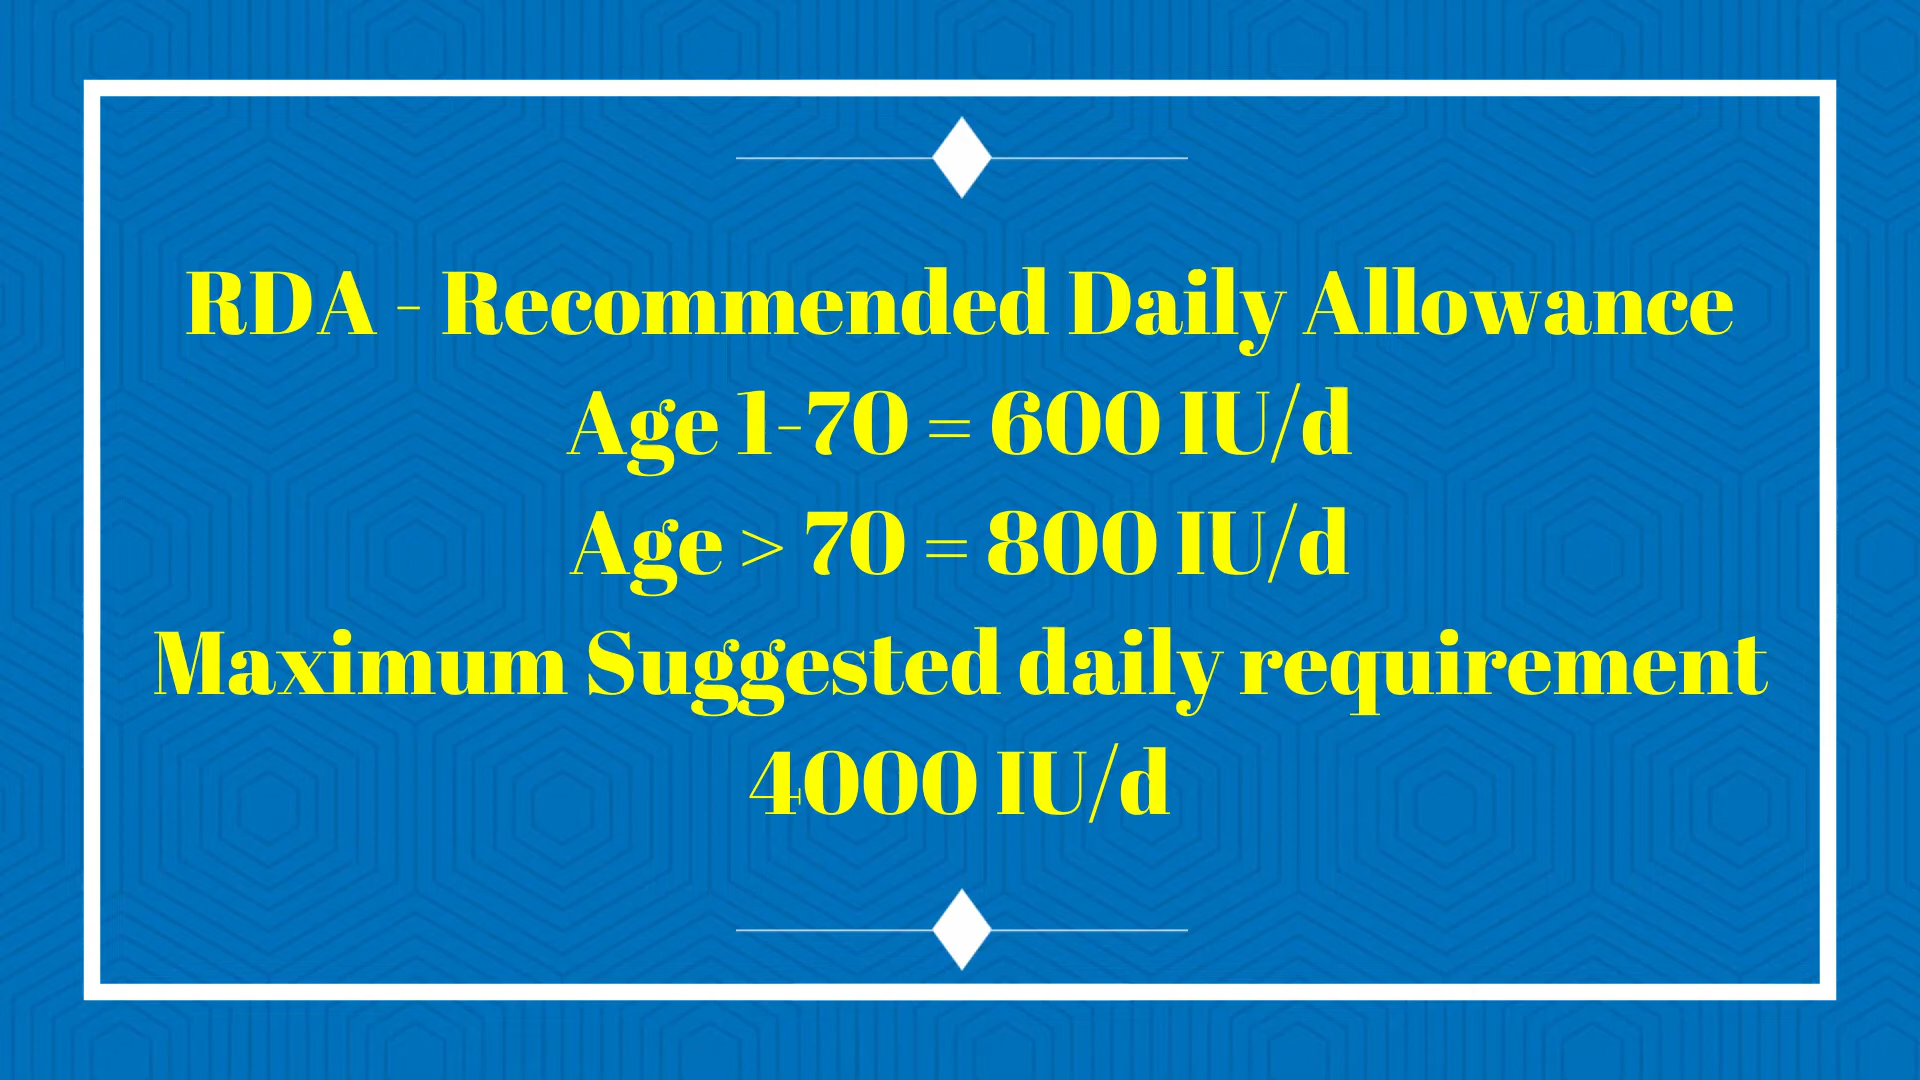 RDA - Recommended Daily Allowance
Age 1-70 = 600 IU/d
Age > 70 = 800 IU/d
Maximum Suggested daily requirement
4000 IU/d